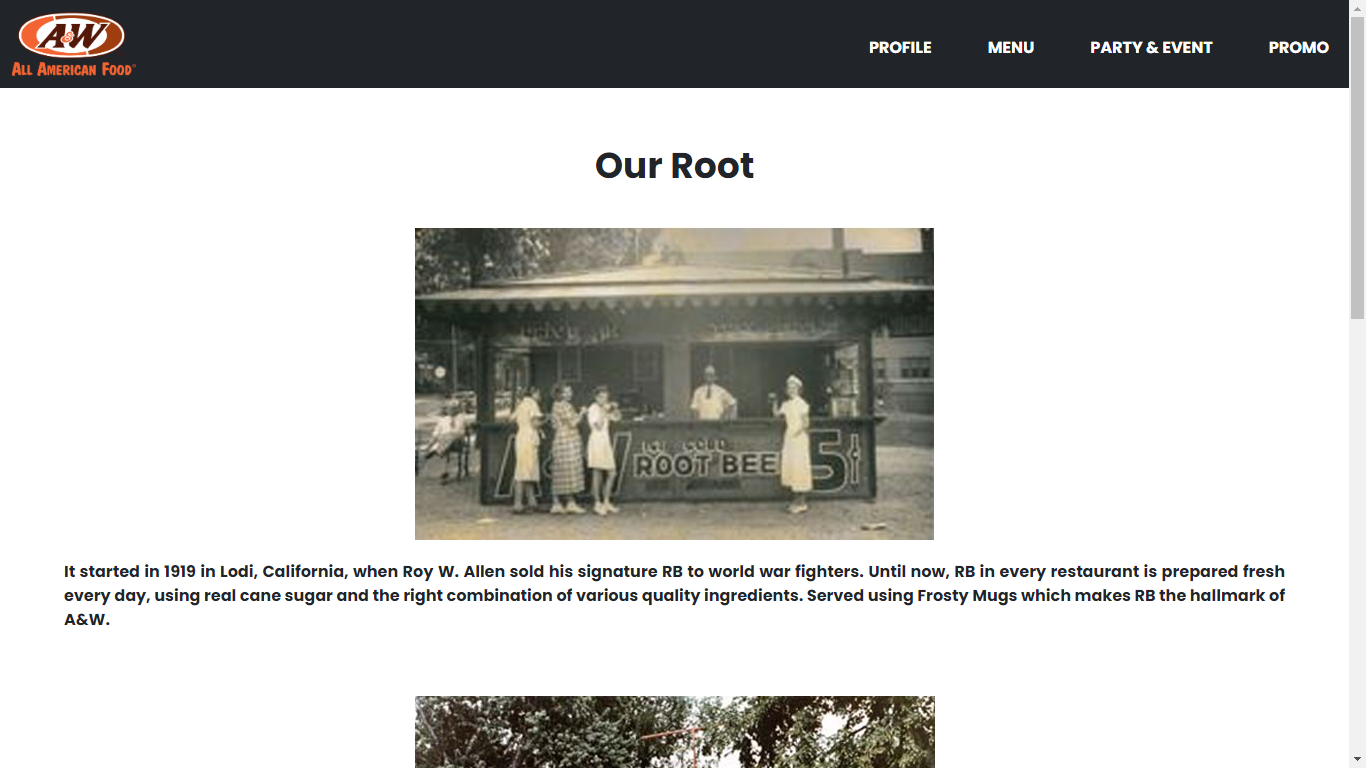 A&W
ALL AMERICAN FOOD
PROFILE MENU PARTY & EVENT PROMO
Our Root
ICE COLD
A&W ROOT BEE 5¢
It started in 1919 in Lodi, California, when Roy W. Allen sold his signature RB to world war fighters. Until now, RB in every restaurant is prepared fresh
every day, using real cane sugar and the right combination of various quality ingredients. Served using Frosty Mugs which makes RB the hallmark of
A&W.